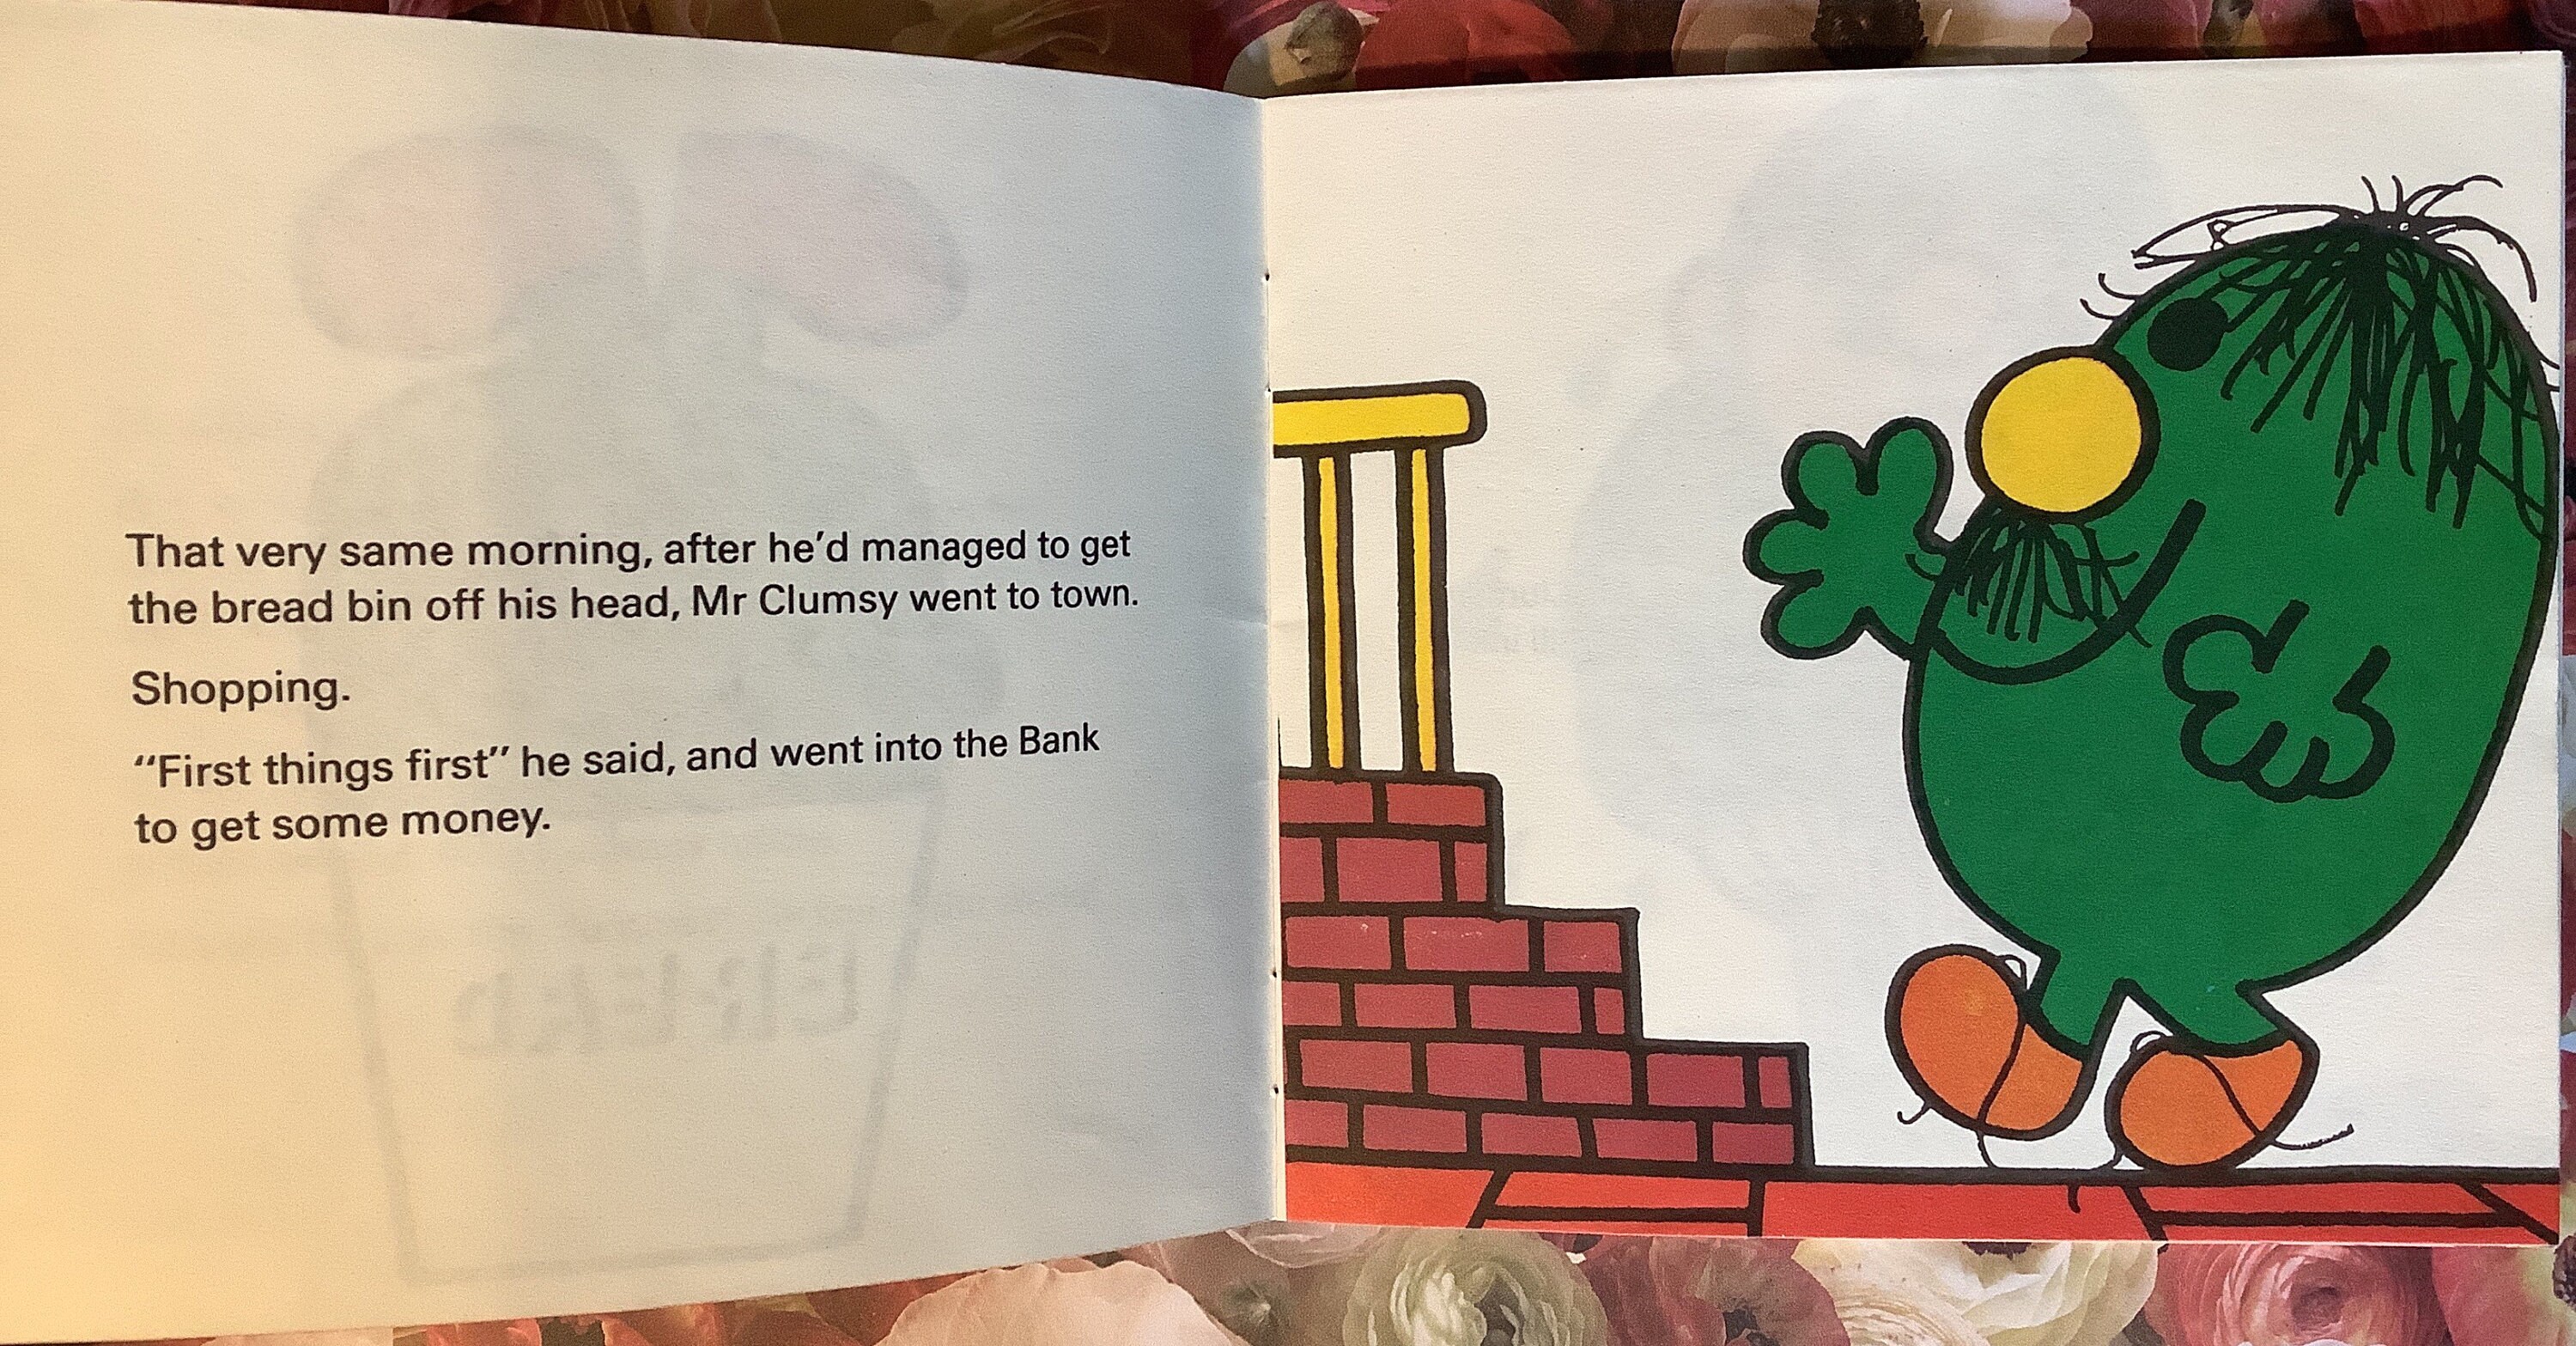 That very same morning, after he'd managed to get
the bread bin off his head, Mr Clumsy went to town.
Shopping.
“First things first” he said, and went into the Bank
to get some money.